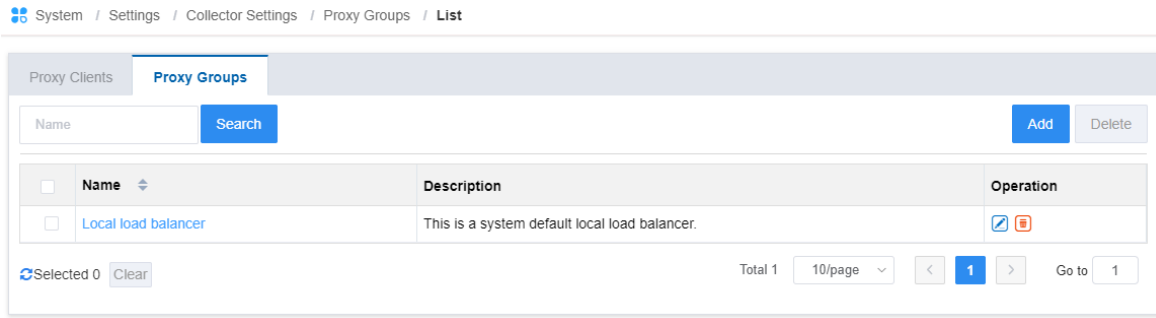 System / Settings / Collector Settings / Proxy Groups / List
Proxy Clients Proxy Groups
Name Search Add Delete
Name Description Operation
Local load balancer This is a system default local load balancer.
Selected 0 Clear Total 1 10/page < 1 > Go to 1